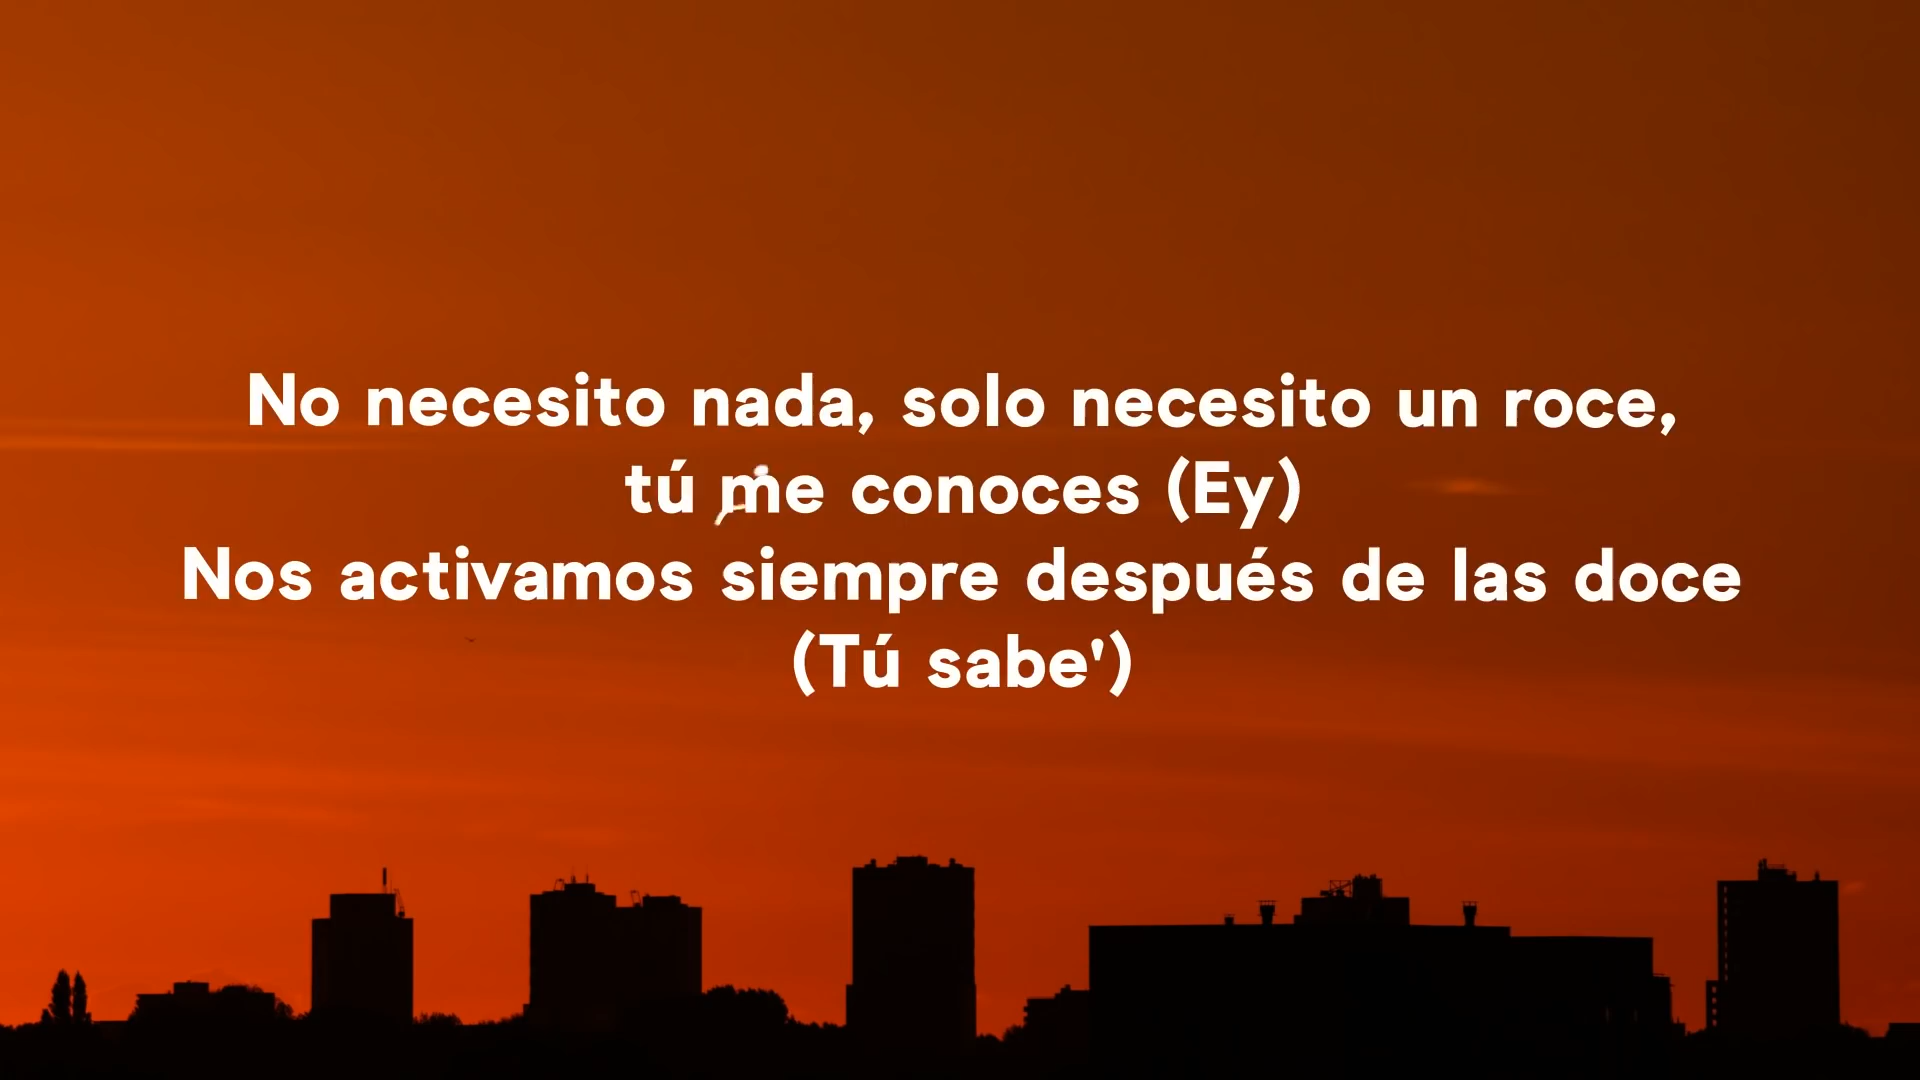 No necesito nada, solo necesito un roce,
tú me conoces (Ey)
Nos activamos siempre después de las doce
(Tú sabe')